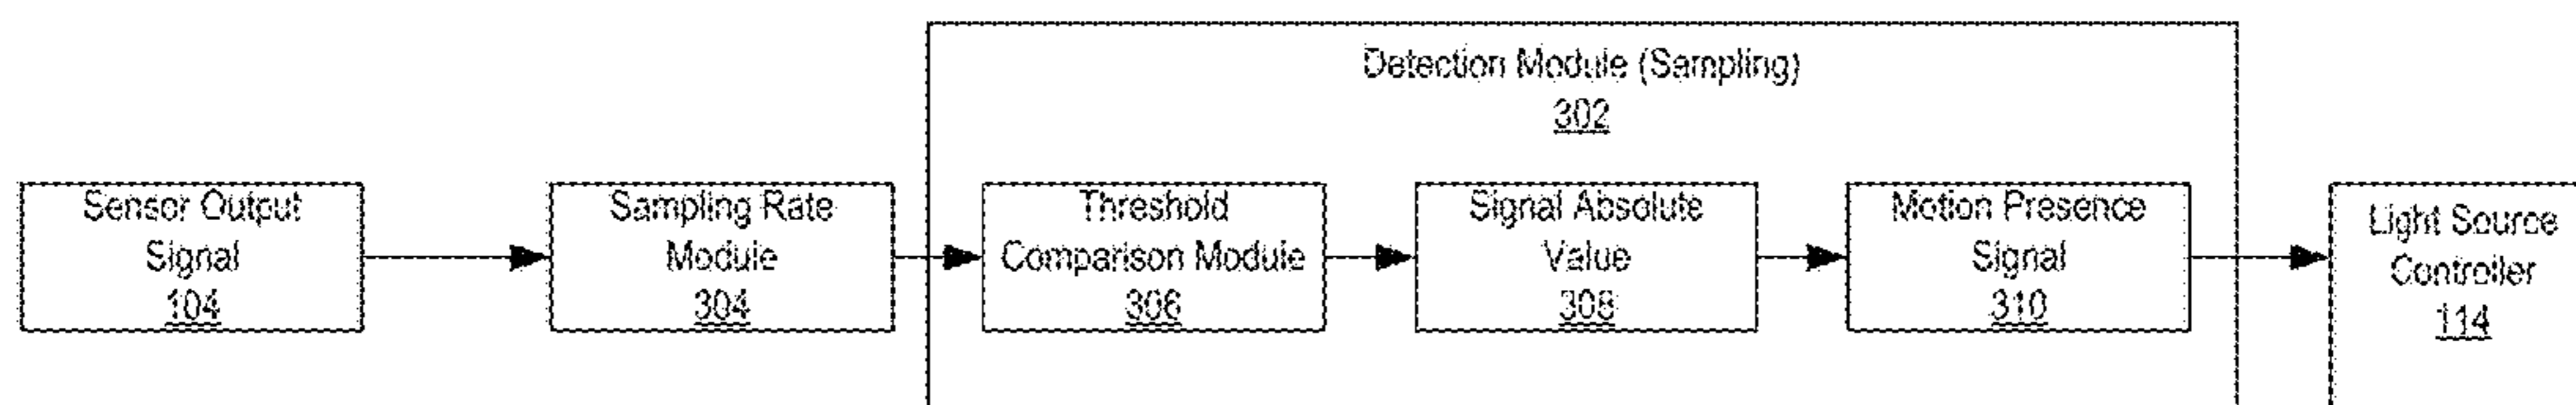 Detection Module (Sampling)
302
Sensor Output
Signal
104
Sampling Rate
Module
304
Threshold
Comparison Module
306
Signal Absolute
Value
308
Motion Presence
Signal
310
Light Source
Controller
114